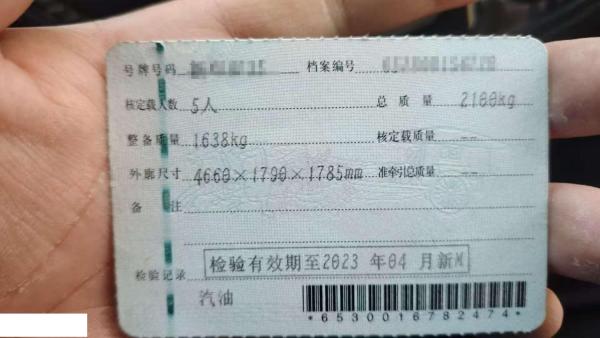 号牌号码 档案编号
核定载人数 5人 总质量 2100kg
整备质量 1638kg 核定载质量 --
外廓尺寸 4660×1790×1785mm 准牵引总质量 --
备注
检验记录 检验有效期至2023年04月新M
汽油
*6530016782474*